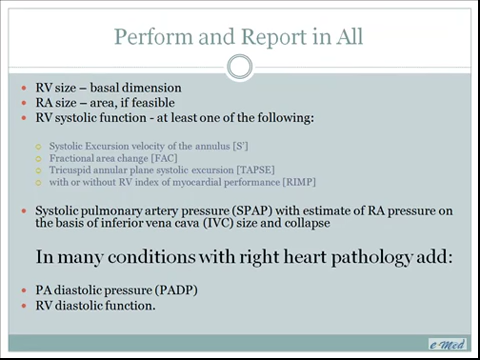 Perform and Report in All
RV size – basal dimension
RA size – area, if feasible
RV systolic function - at least one of the following:
Systolic Excursion velocity of the annulus [S']
Fractional area change [FAC]
Tricuspid annular plane systolic excursion [TAPSE]
with or without RV index of myocardial performance [RIMP]
Systolic pulmonary artery pressure (SPAP) with estimate of RA pressure on
the basis of inferior vena cava (IVC) size and collapse
In many conditions with right heart pathology add:
PA diastolic pressure (PADP)
RV diastolic function.
e Med